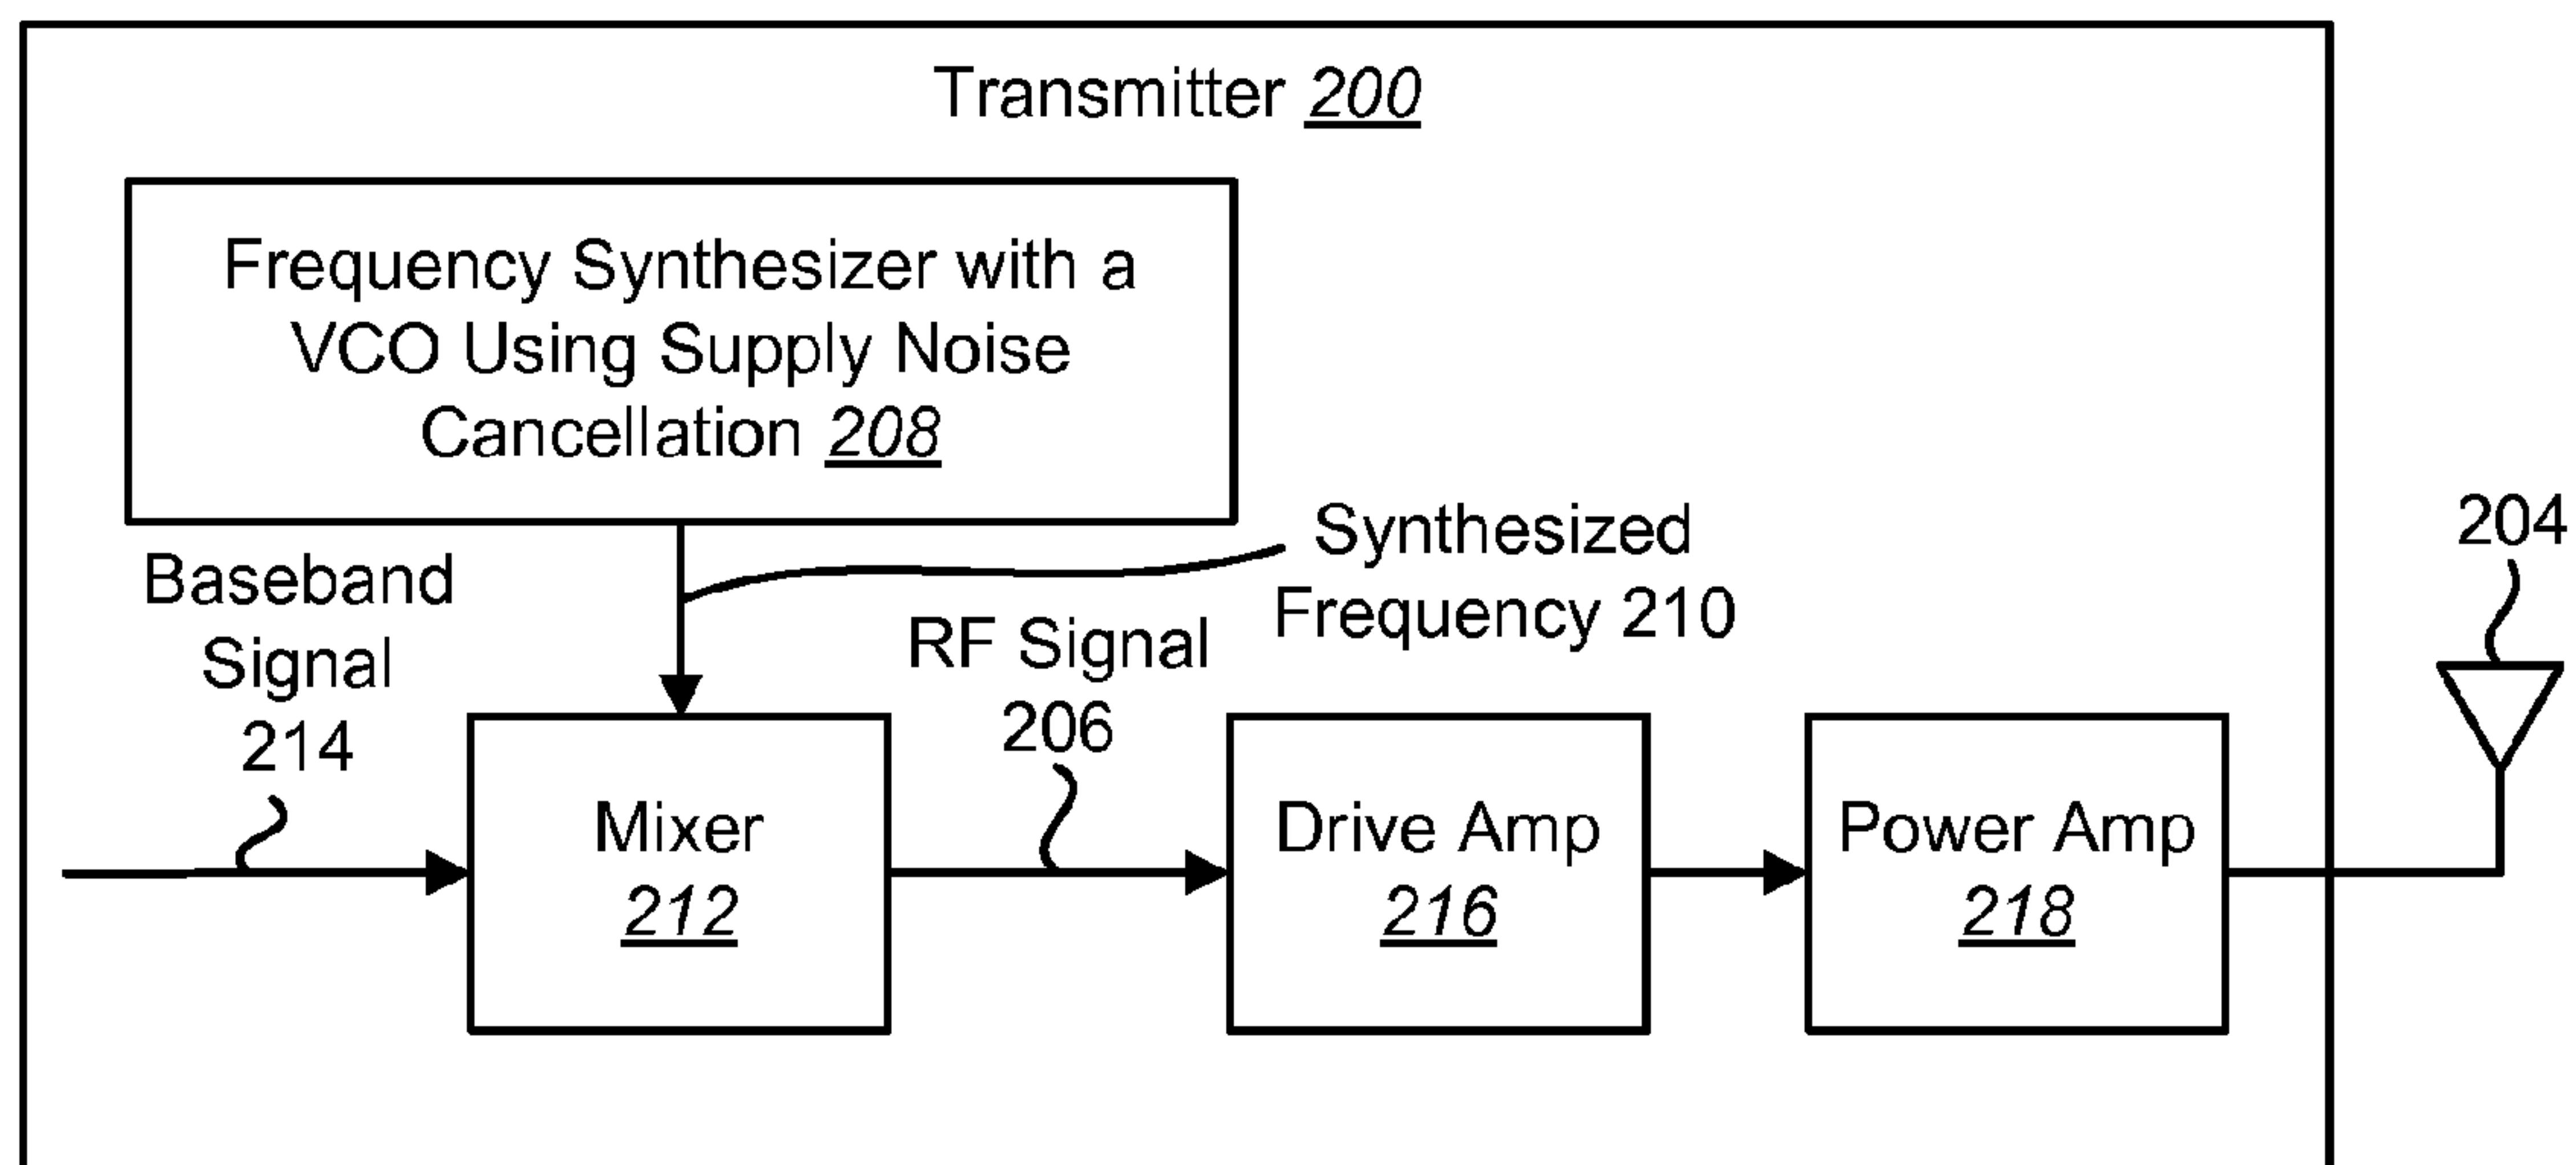 Transmitter 200
Frequency Synthesizer with a
VCO Using Supply Noise
Cancellation 208
Synthesized
Frequency 210
204
Baseband
Signal
214
RF Signal
206
Mixer
212
Drive Amp
216
Power Amp
218